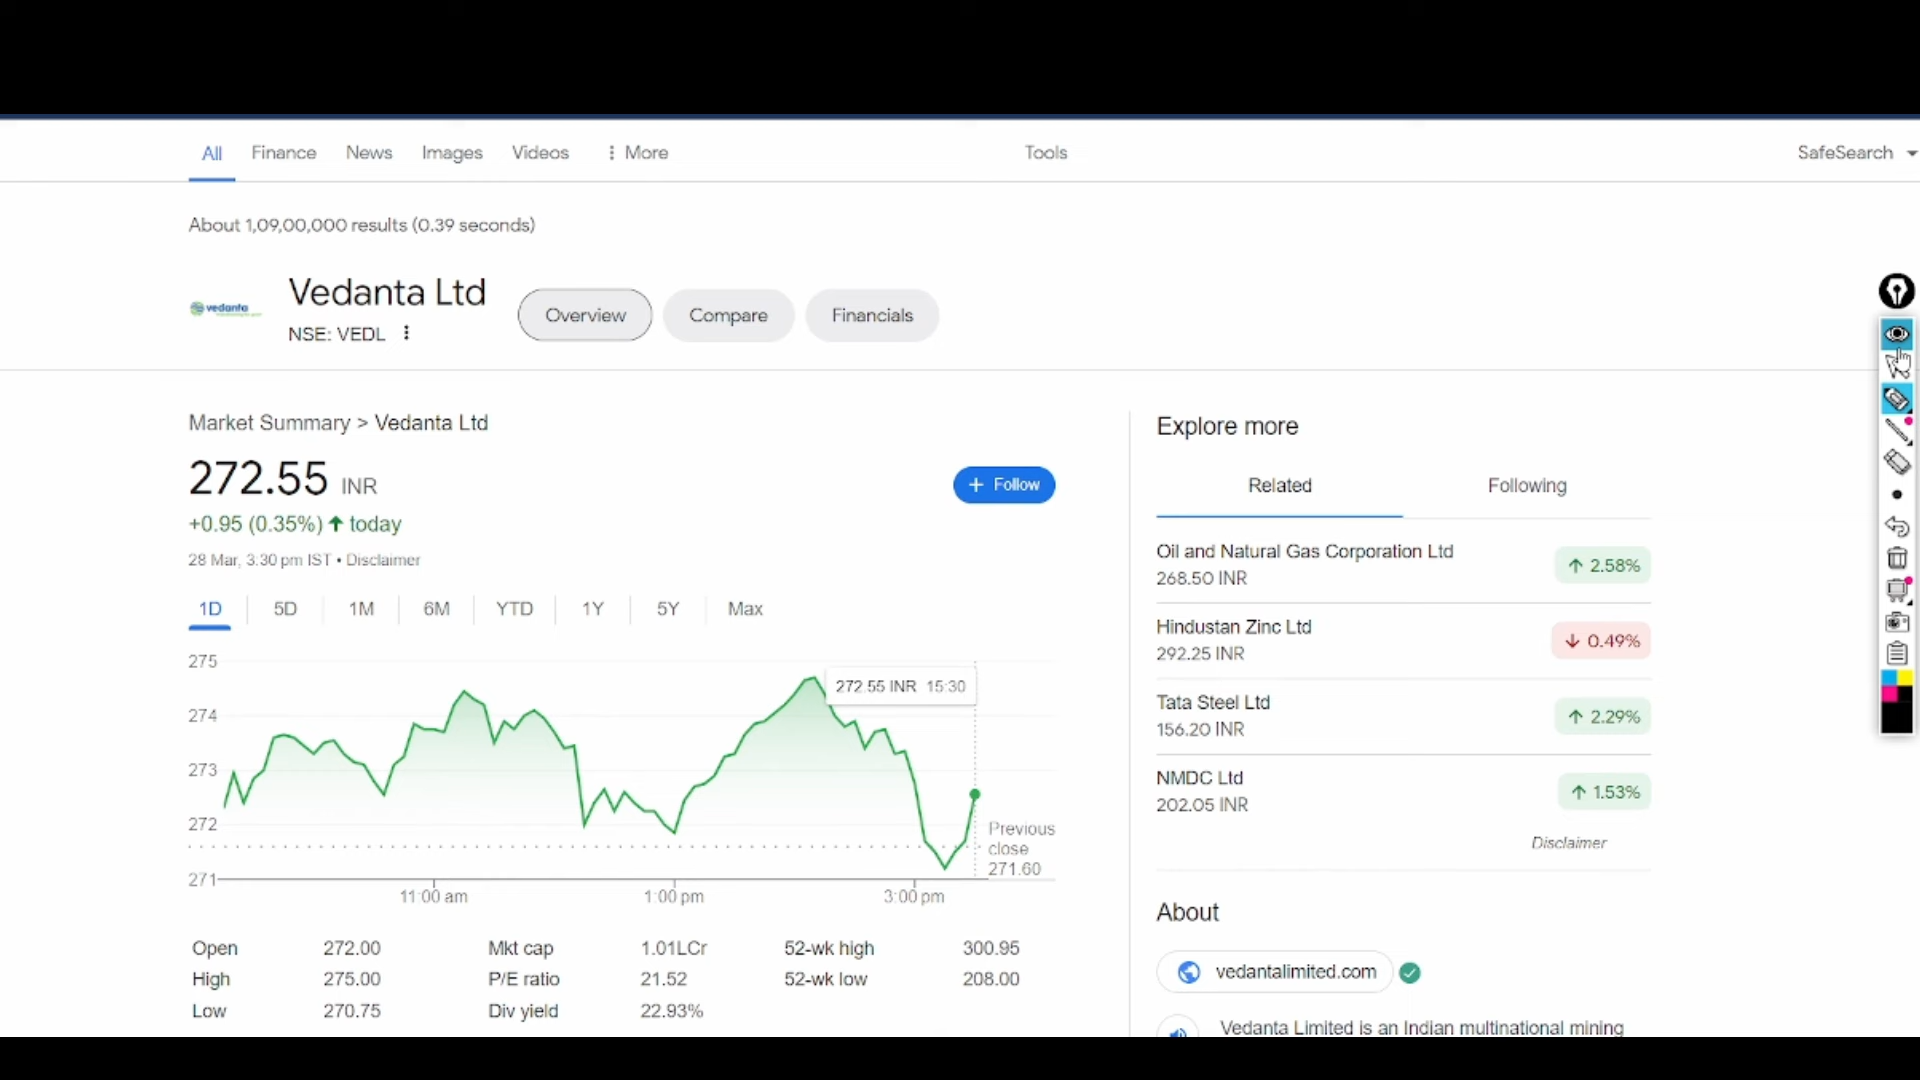 All Finance News Images Videos More Tools SafeSearch
About 1,09,00,000 results (0.39 seconds)
vedanta
Vedanta Ltd
NSE: VEDL
Overview Compare Financials
Market Summary > Vedanta Ltd
272.55 INR
+ Follow
+0.95 (0.35%) ↑ today
28 Mar, 3:30 pm IST • Disclaimer
1D 5D 1M 6M YTD 1Y 5Y Max
272.55 INR 15:30
275
274
273
272
271
Previous
close
271.60
11:00 am 1:00 pm 3:00 pm
Open 272.00 Mkt cap 1.01LCr 52-wk high 300.95
High 275.00 P/E ratio 21.52 52-wk low 208.00
Low 270.75 Div yield 22.93%
Explore more
Related Following
Oil and Natural Gas Corporation Ltd
268.50 INR
↑ 2.58%
Hindustan Zinc Ltd
292.25 INR
↓ 0.49%
Tata Steel Ltd
156.20 INR
↑ 2.29%
NMDC Ltd
202.05 INR
↑ 1.53%
Disclaimer
About
vedantalimited.com
Vedanta Limited is an Indian multinational mining